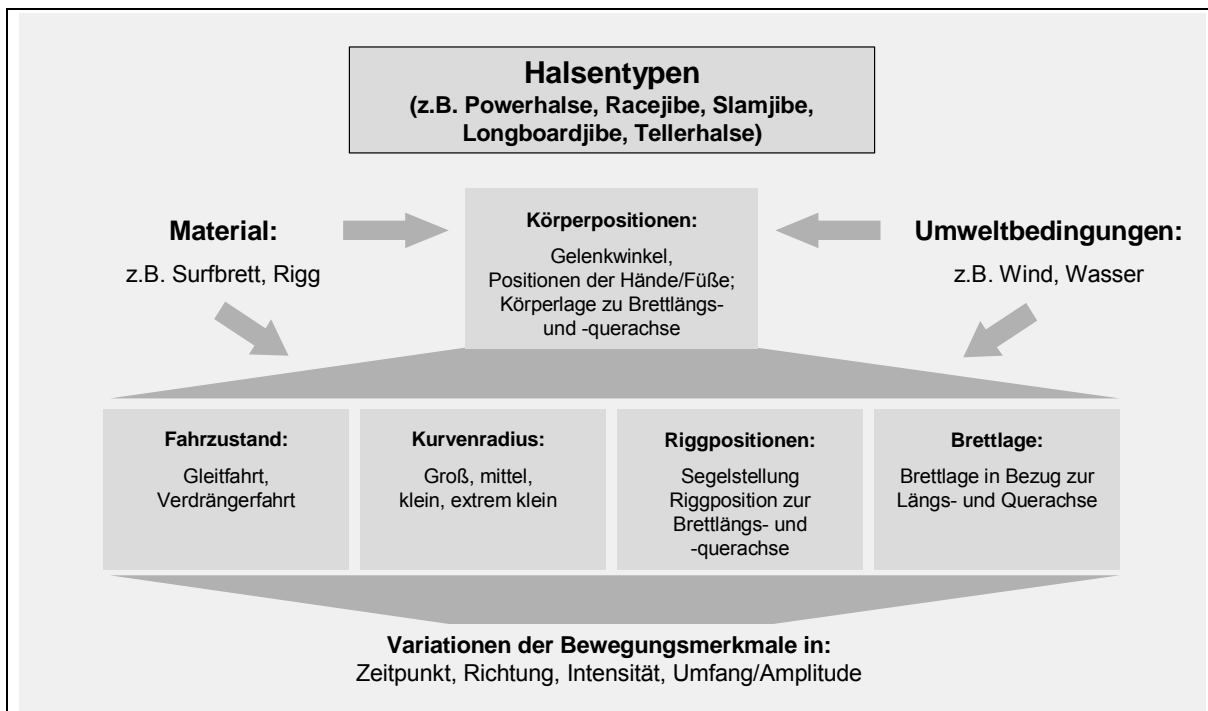 Halsentypen
(z.B. Powerhalse, Racejibe, Slamjibe,
Longboardjibe, Tellerhalse)
Material:
z.B. Surfbrett, Rigg
Körperpositionen:
Gelenkwinkel,
Positionen der Hände/Füße;
Körperlage zu Brettlängs-
und -querachse
Umweltbedingungen:
z.B. Wind, Wasser
Fahrzustand:
Gleitfahrt,
Verdrängerfahrt
Kurvenradius:
Groß, mittel,
klein, extrem klein
Riggpositionen:
Segelstellung
Riggposition zur
Brettlängs- und
-querachse
Brettlage:
Brettlage in Bezug zur
Längs- und Querachse
Variationen der Bewegungsmerkmale in:
Zeitpunkt, Richtung, Intensität, Umfang/Amplitude